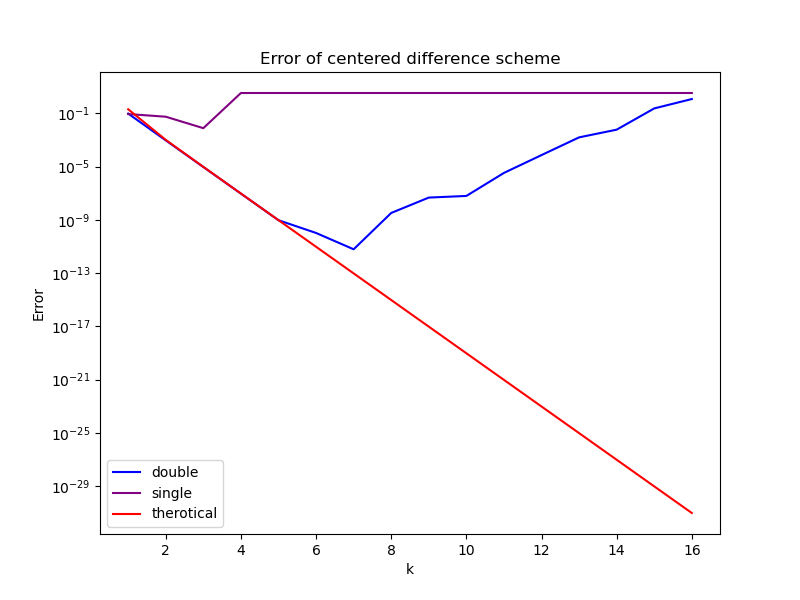 Error of centered difference scheme
Error
10⁻¹
10⁻⁵
10⁻⁹
10⁻¹³
10⁻¹⁷
10⁻²¹
10⁻²⁵
10⁻²⁹
double
single
therotical
2 4 6 8 10 12 14 16
k